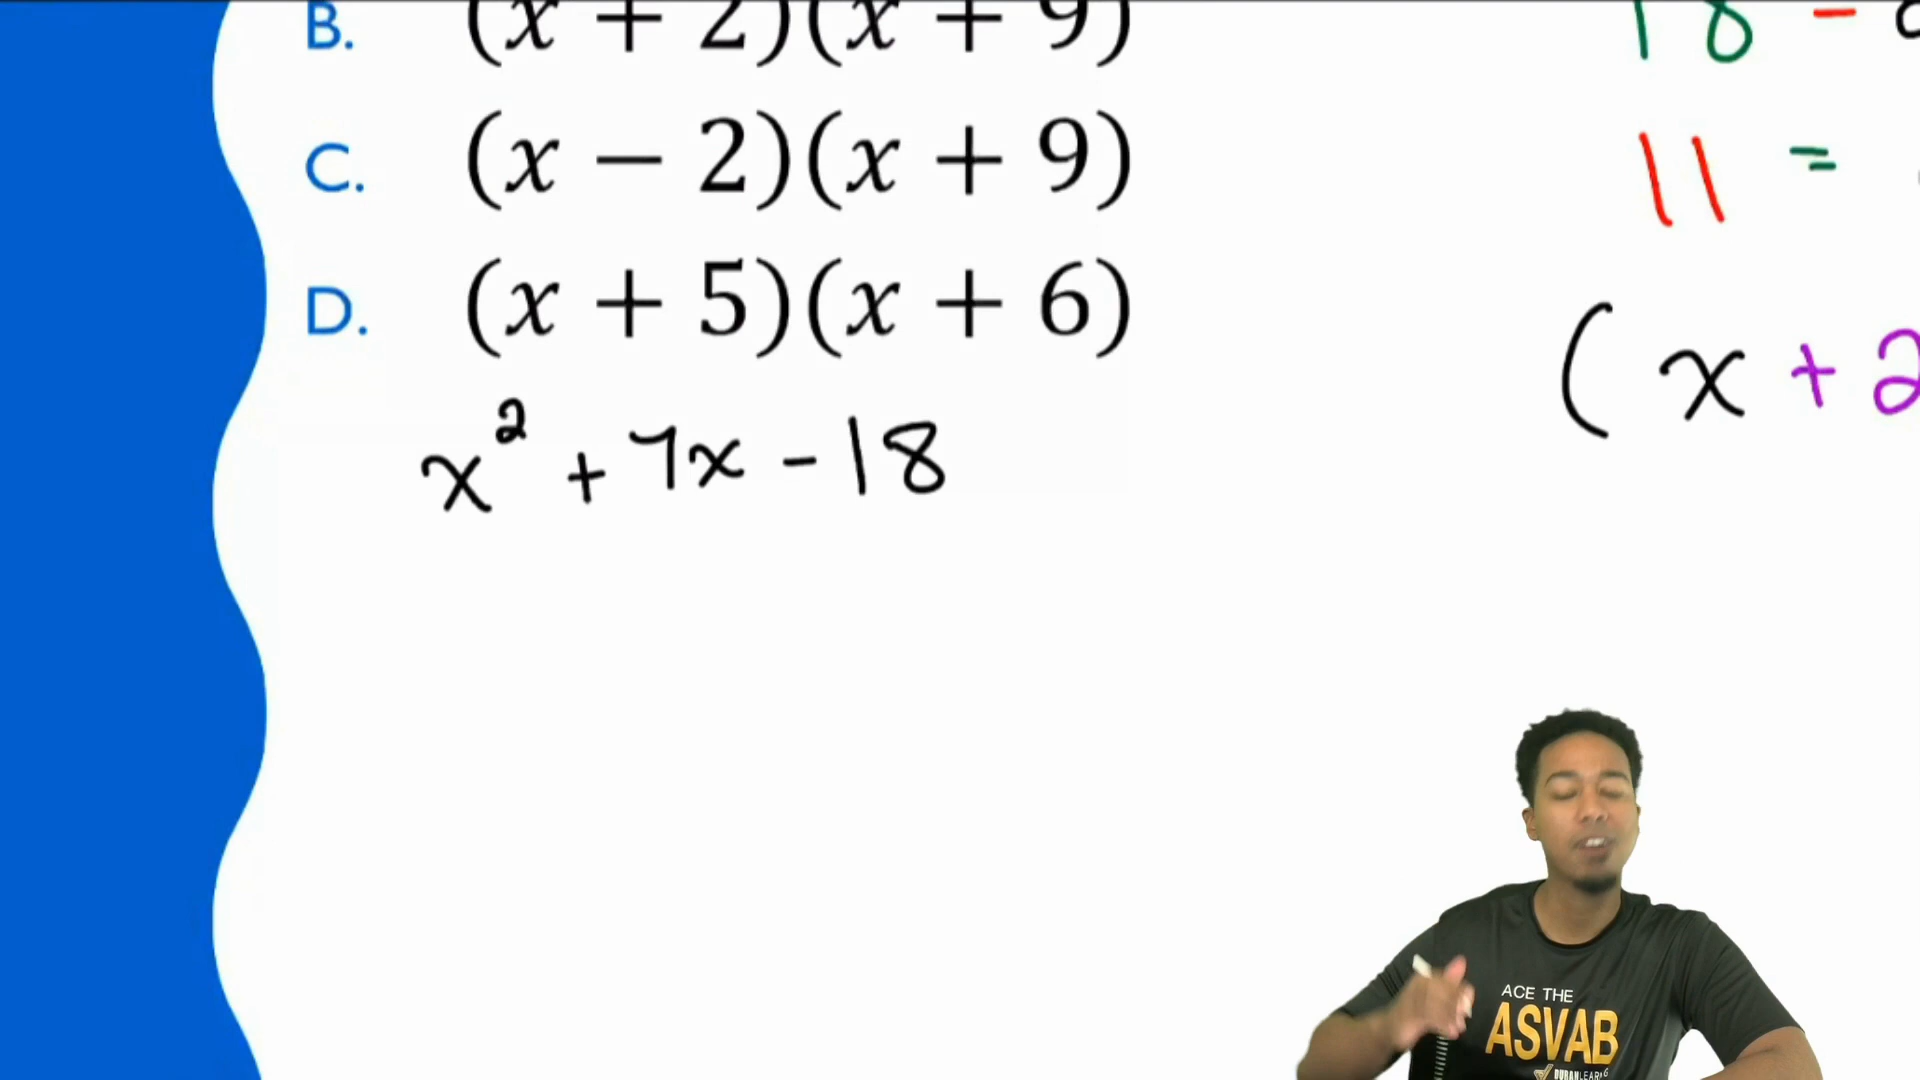 B. (x + 2)(x + 9)
C. (x − 2)(x + 9)
D. (x + 5)(x + 6)
x² + 7x - 18
18 -
11 =
(x + 2
ACE THE
ASVAB